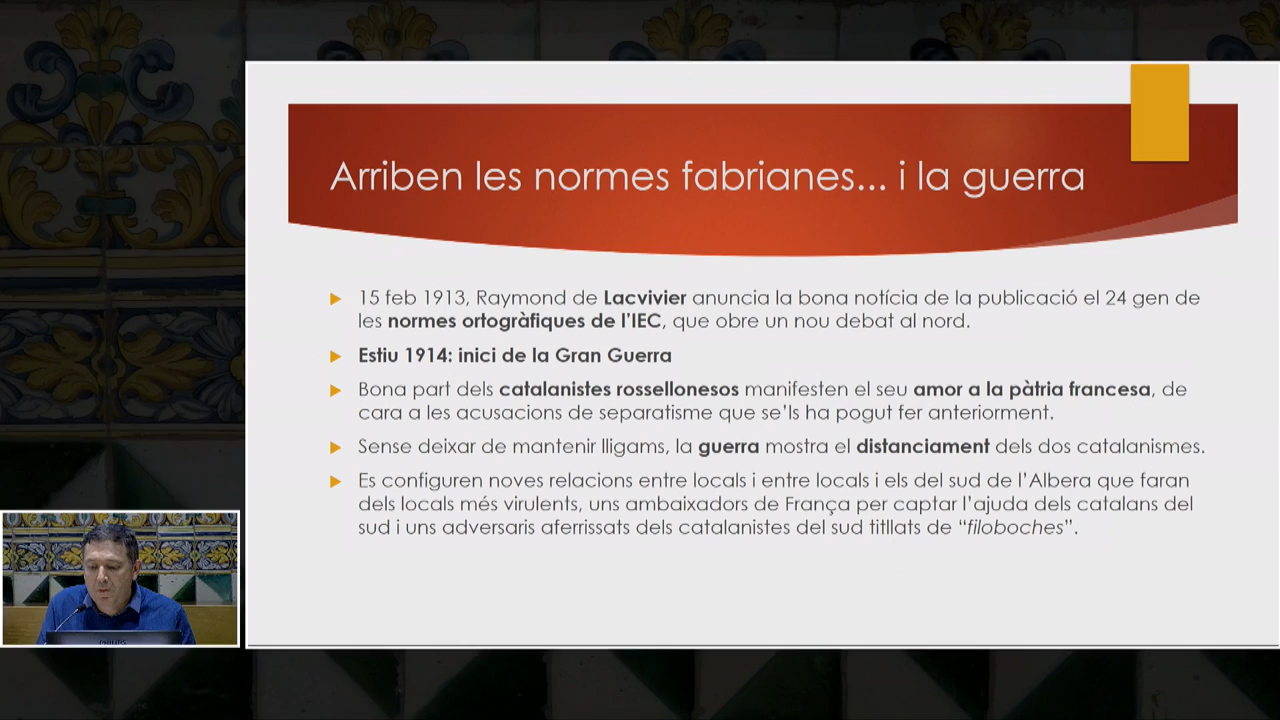 Arriben les normes fabrianes... i la guerra
15 feb 1913, Raymond de Lacvivier anuncia la bona notícia de la publicació el 24 gen de
les normes ortogràfiques de l'IEC, que obre un nou debat al nord.
Estiu 1914: inici de la Gran Guerra
Bona part dels catalanistes rossellonesos manifesten el seu amor a la pàtria francesa, de
cara a les acusacions de separatisme que se'ls ha pogut fer anteriorment.
Sense deixar de mantenir lligams, la guerra mostra el distanciament dels dos catalanismes.
Es configuren noves relacions entre locals i entre locals i els del sud de l'Albera que faran
dels locals més virulents, uns ambaixadors de França per captar l'ajuda dels catalans del
sud i uns adversaris aferrissats dels catalanistes del sud titllats de "filoboches".